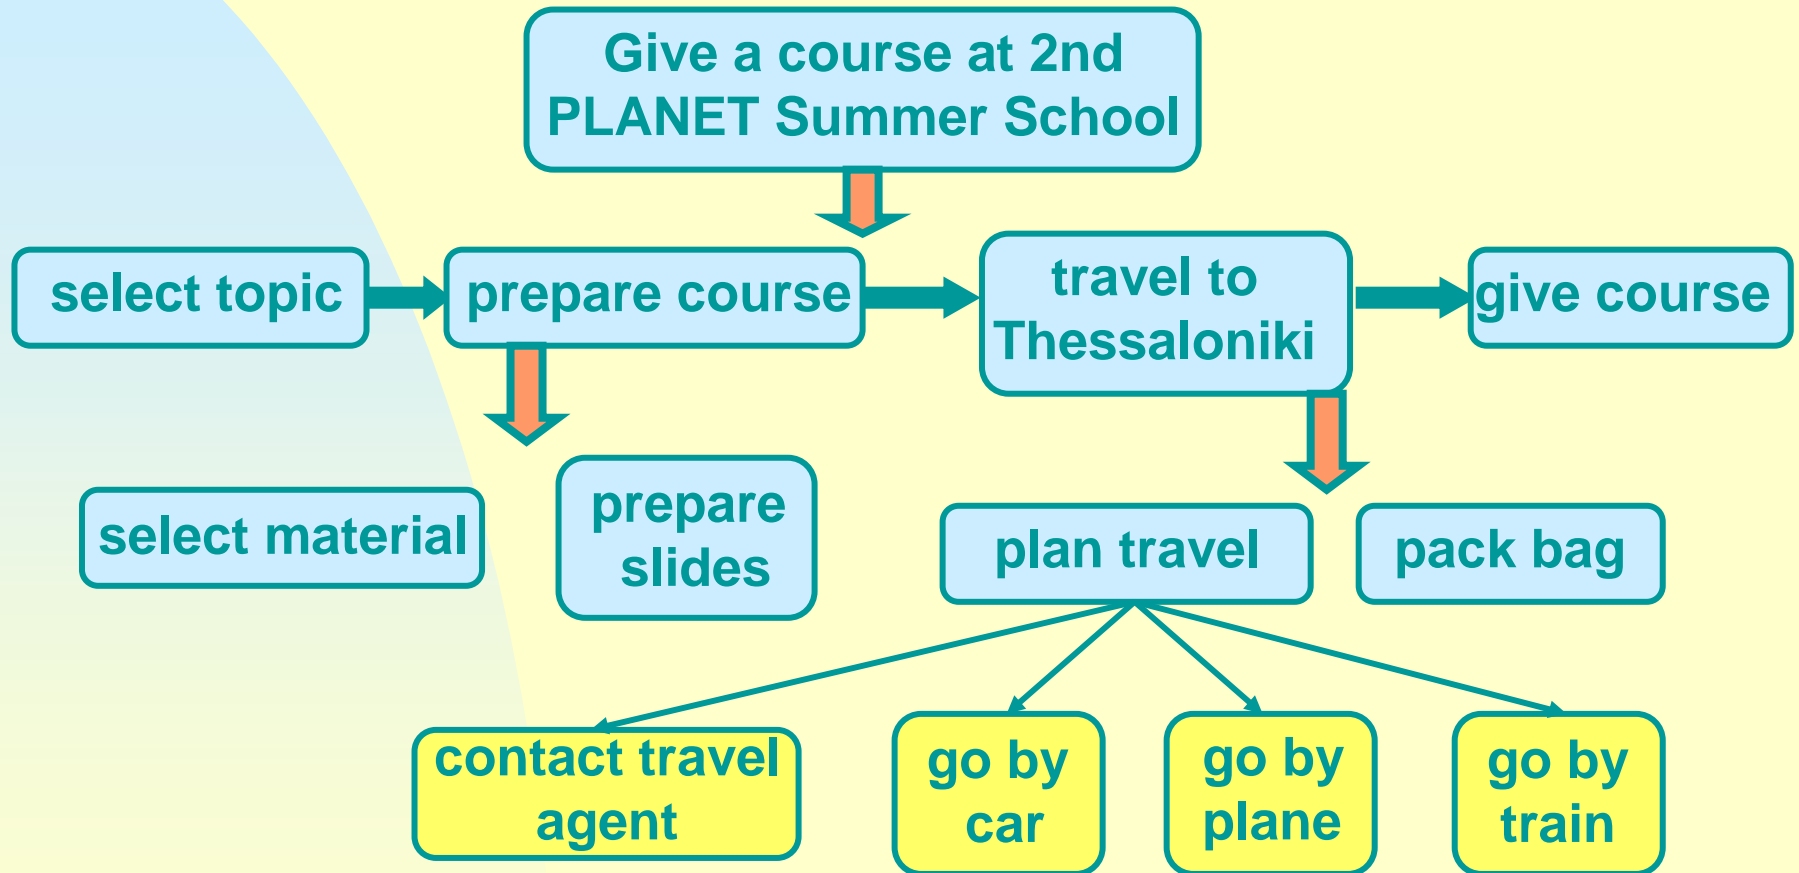 Give a course at 2nd
PLANET Summer School
select topic
prepare course
travel to
Thessaloniki
give course
select material
prepare
slides
plan travel
pack bag
contact travel
agent
go by
car
go by
plane
go by
train